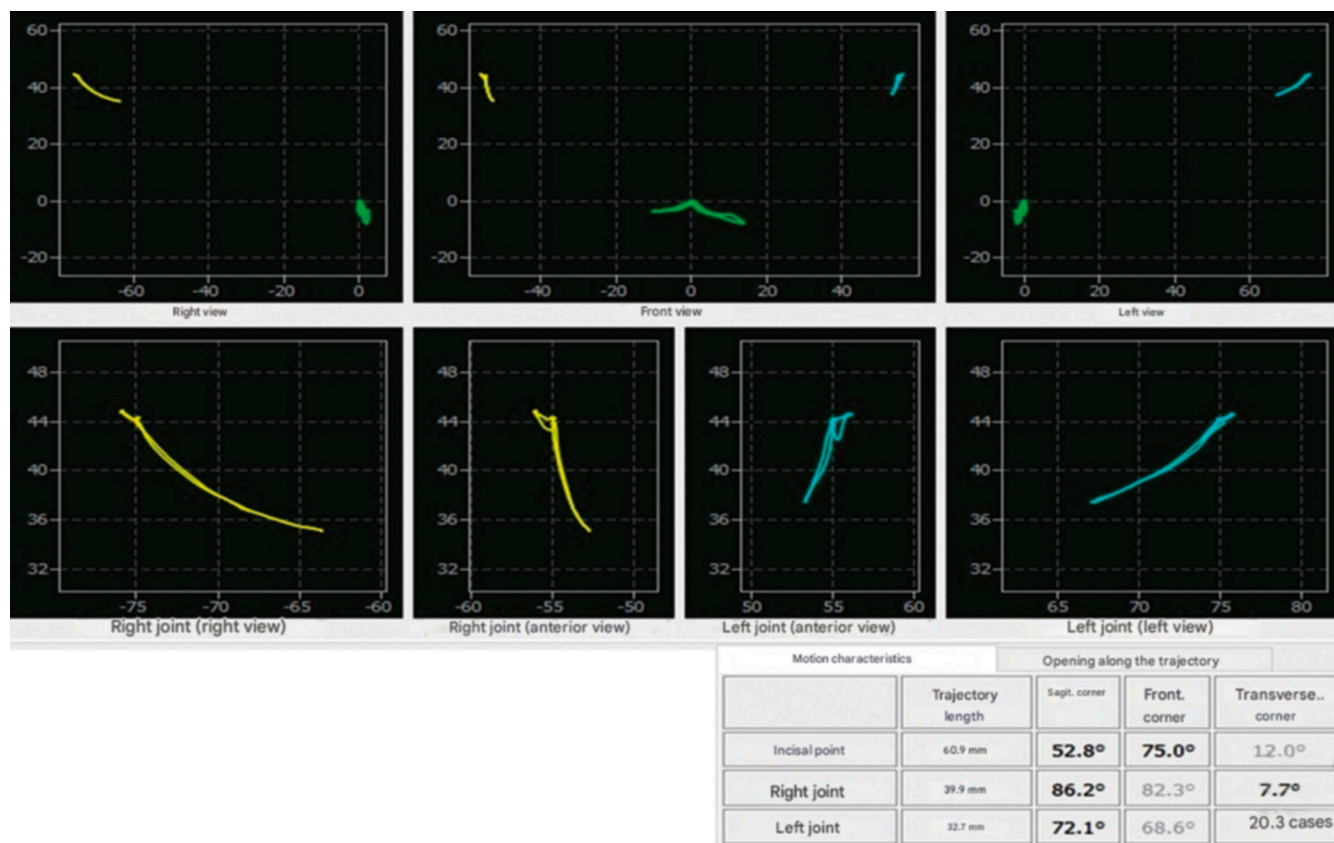 60
40
20
0
-20
-60 -40 -20 0
Right view
-40 -20 0 20 40
Front view
60
40
20
0
-20
0 20 40 60
Left view
48
44
40
36
32
-75 -70 -65 -60
Right joint (right view)
48
44
40
36
32
-60 -55 -50
Right joint (anterior view)
48
44
40
36
32
50 55 60
Left joint (anterior view)
48
44
40
36
32
65 70 75 80
Left joint (left view)
Motion characteristics Opening along the trajectory
Trajectory length Sagit. corner Front. corner Transverse.. corner
Incisal point 60.9 mm 52.8° 75.0° 12.0°
Right joint 39.9 mm 86.2° 82.3° 7.7°
Left joint 32.7 mm 72.1° 68.6° 20.3 cases